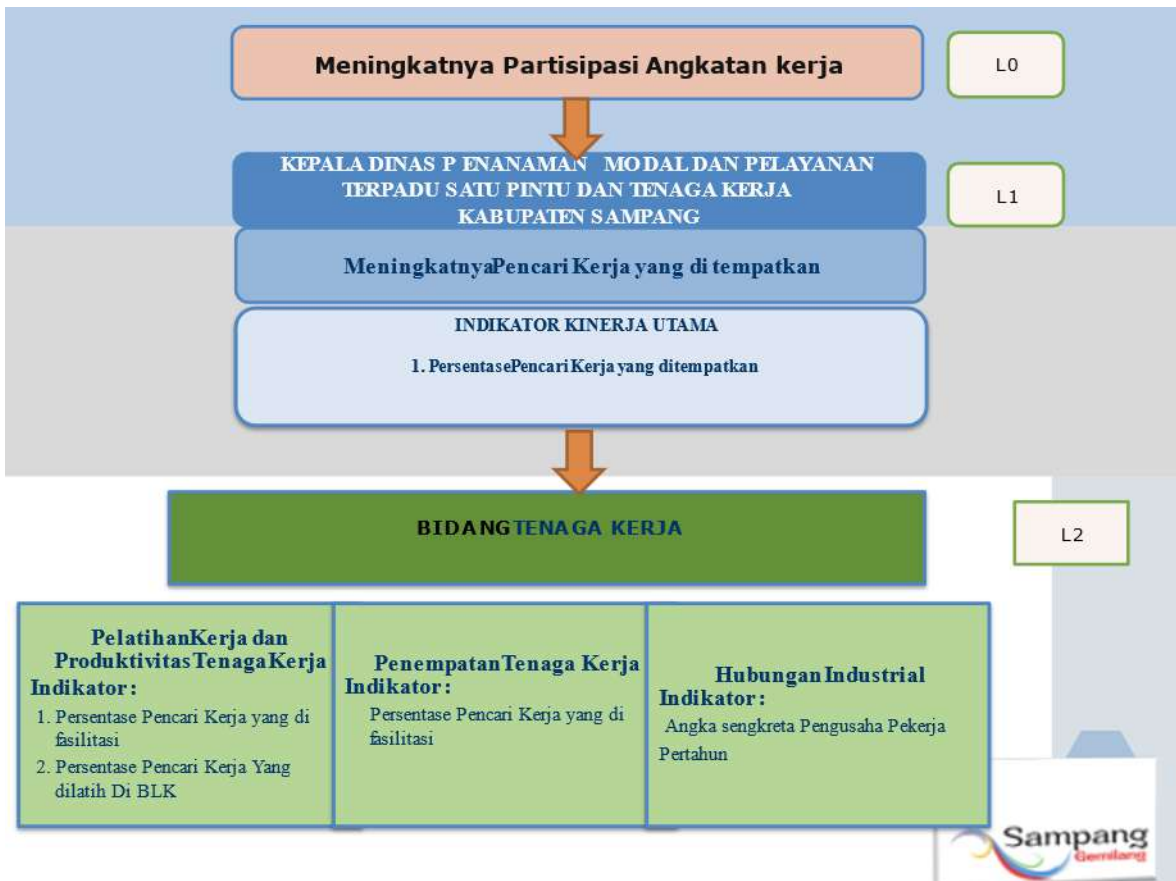 Meningkatnya Partisipasi Angkatan kerja
L0
KEPALA DINAS P ENANAMAN MODAL DAN PELAYANAN
TERPADU SATU PINTU DAN TENAGA KERJA
KABUPATEN SAMPANG
L1
MeningkatnyaPencari Kerja yang di tempatkan
INDIKATOR KINERJA UTAMA
1. PersentasePencari Kerja yang ditempatkan
BIDANG TENAGA KERJA
L2
PelatihanKerja dan
ProduktivitasTenagaKerja
Indikator :
1. Persentase Pencari Kerja yang di
fasilitasi
2. Persentase Pencari Kerja Yang
dilatih Di BLK
PenempatanTenaga Kerja
Indikator :
Persentase Pencari Kerja yang di
fasilitasi
HubunganIndustrial
Indikator :
Angka sengkreta Pengusaha Pekerja
Pertahun
Sampang
Gemilang